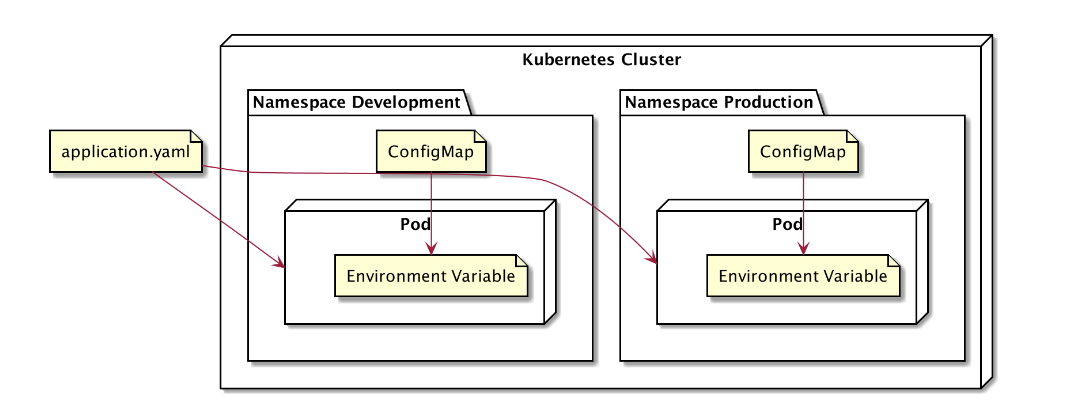 Kubernetes Cluster
Namespace Development
Namespace Production
application.yaml
ConfigMap
ConfigMap
Pod
Pod
Environment Variable
Environment Variable